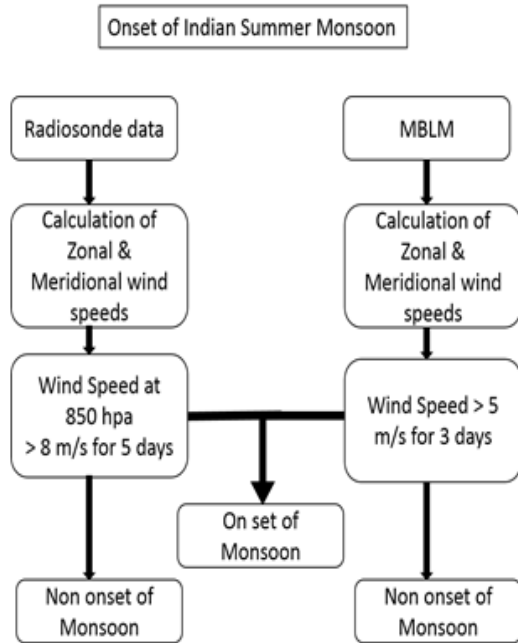 Onset of Indian Summer Monsoon
Radiosonde data
MBLM
Calculation of
Zonal &
Meridional wind
speeds
Calculation of
Zonal &
Meridional wind
speeds
Wind Speed at
850 hpa
> 8 m/s for 5 days
Wind Speed > 5
m/s for 3 days
On set of
Monsoon
Non onset of
Monsoon
Non onset of
Monsoon